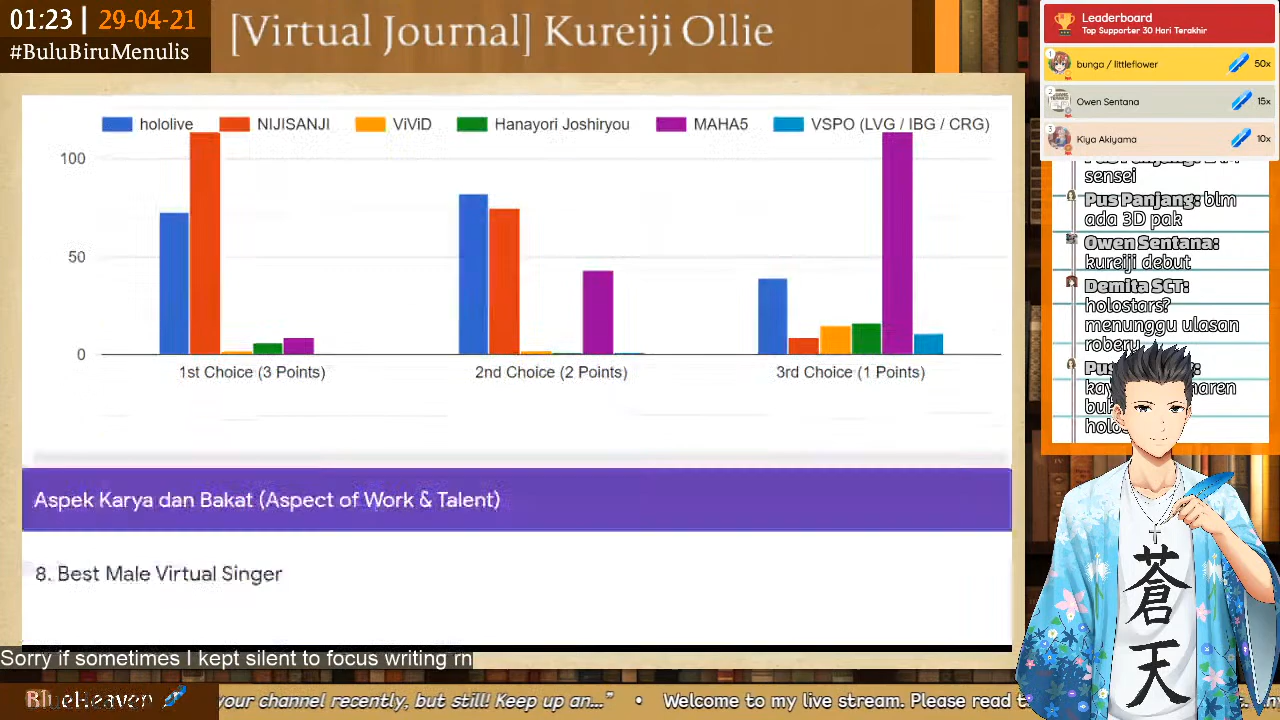 01:23 | 29-04-21
#BuluBiruMenulis
[Virtual Journal] Kureiji Ollie
Leaderboard
Top Supporter 30 Hari Terakhir
1 bunga / littleflower 50x
2 Owen Sentana 15x
3 Kiya Akiyama 10x
hololive NIJISANJI ViViD Hanayori Joshiryou MAHA5 VSPO (LVG / IBG / CRG)
100
50
0
1st Choice (3 Points) 2nd Choice (2 Points) 3rd Choice (1 Points)
Aspek Karya dan Bakat (Aspect of Work & Talent)
8. Best Male Virtual Singer
sensei
Pus Panjang: blm
ada 3D pak
Owen Sentana:
kureiji debut
Demita SCT:
holostars?
menunggu ulasan
roberu
蒼
天
Sorry if sometimes I kept silent to focus writing rn
your channel recently, but still! Keep up an..." • Welcome to my live stream. Please read